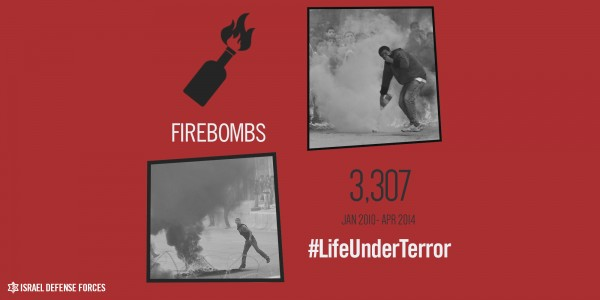 FIREBOMBS
3,307
JAN 2010 - APR 2014
#LifeUnderTerror
ISRAEL DEFENSE FORCES